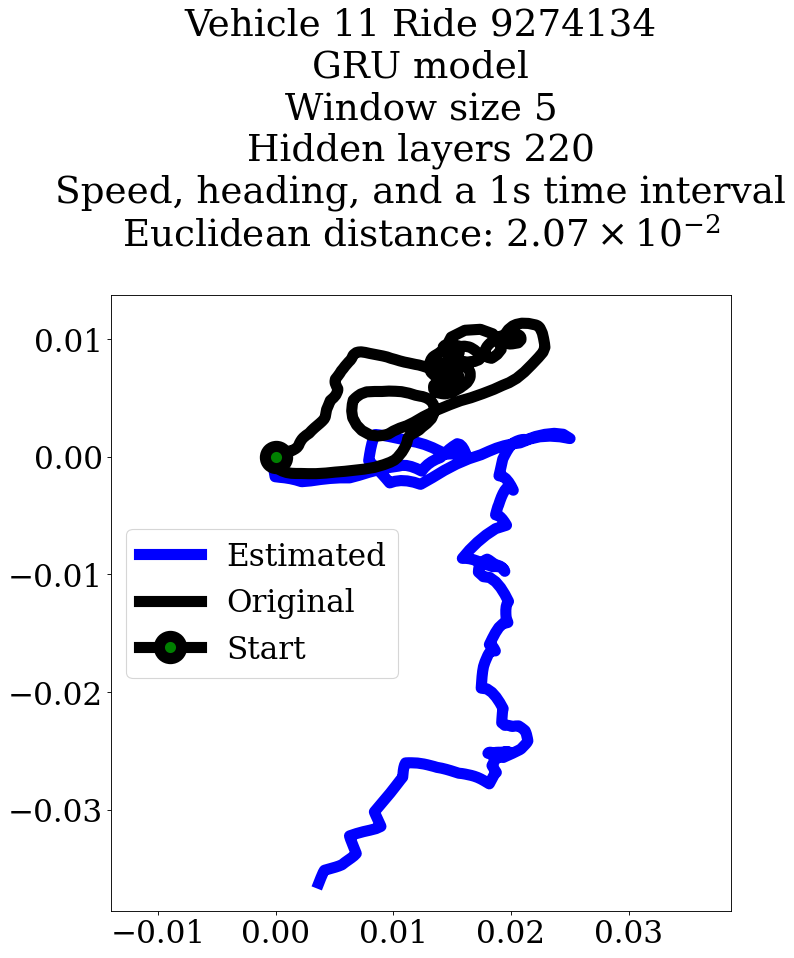 Vehicle 11 Ride 9274134
GRU model
Window size 5
Hidden layers 220
Speed, heading, and a 1s time interval
Euclidean distance: 2.07 × 10⁻²
0.01
0.00
−0.01
−0.02
−0.03
Estimated
Original
Start
−0.01 0.00 0.01 0.02 0.03